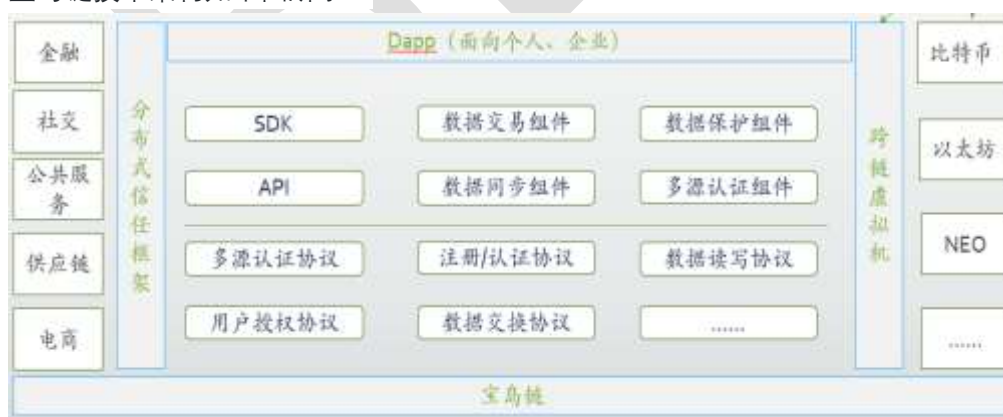 Dapp（面向个人、企业）
金融
社交
公共服
务
供应链
电商
分布式信任框架
SDK
数据交易组件
数据保护组件
API
数据同步组件
多源认证组件
多源认证协议
注册/认证协议
数据读写协议
用户授权协议
数据交换协议
......
跨链虚拟机
比特币
以太坊
NEO
......
宝岛链